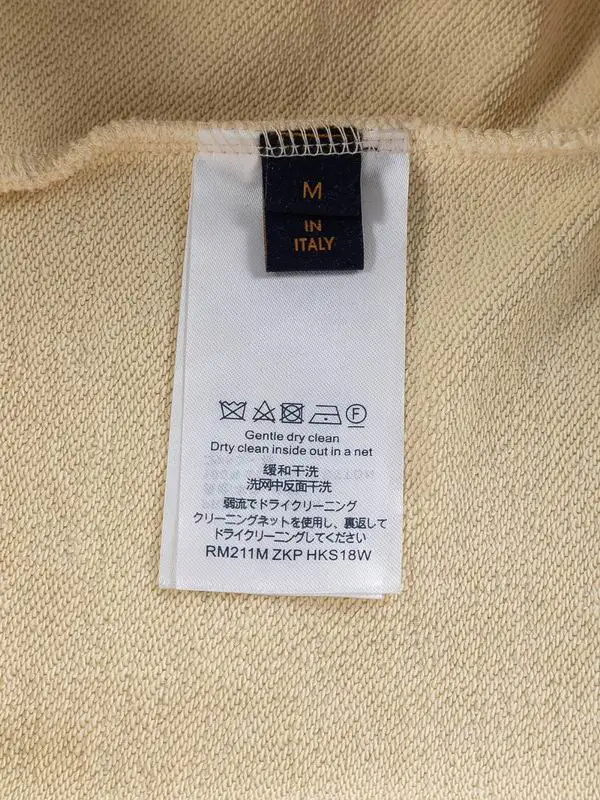 M
IN
ITALY
F
Gentle dry clean
Drty clean inside out in a net
缓和干洗
洗网中反面干洗
弱流でドライクリーニング
クリーニングネットを使用し、裏返して
ドライクリーニングしてください
RM211M ZKP HKS18W